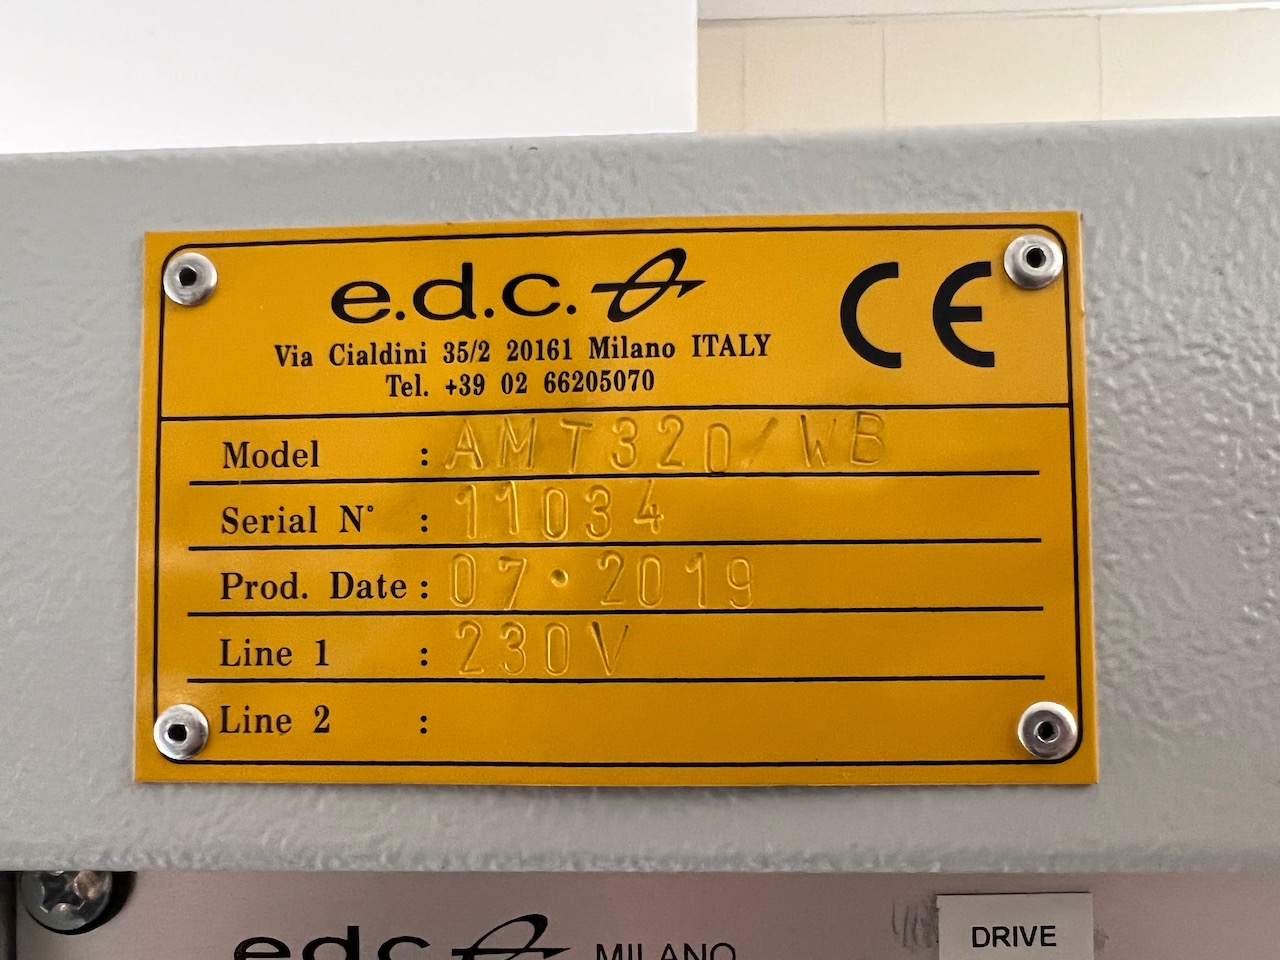 e.d.c.
CE
Via Cialdini 35/2 20161 Milano ITALY
Tel. +39 02 66205070
Model : AMT320/WB
Serial N° : 11034
Prod. Date : 07·2019
Line 1 : 230V
Line 2 :
e.d.c. MILANO
DRIVE